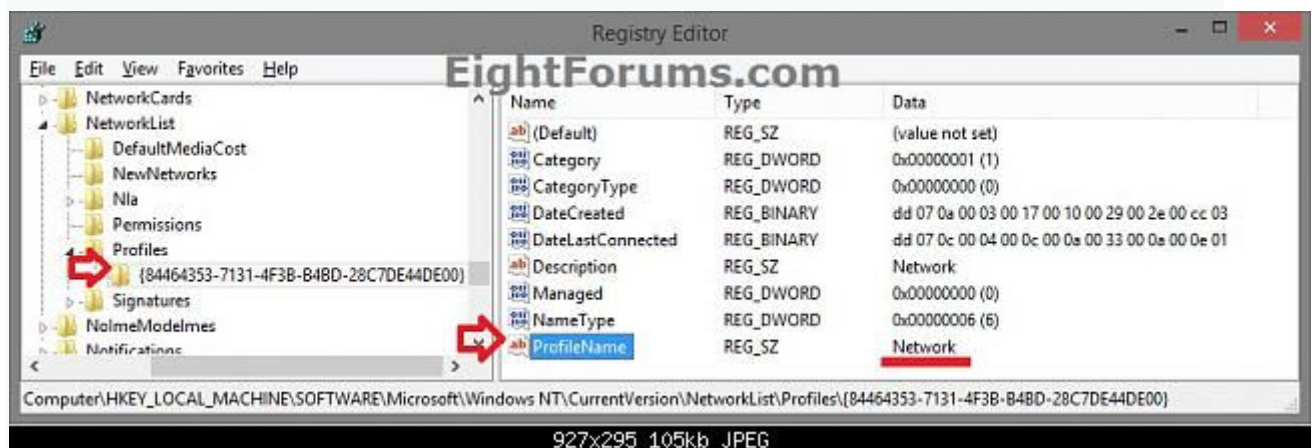 Registry Editor
File Edit View Favorites Help
EightForums.com
NetworkCards
NetworkList
DefaultMediaCost
NewNetworks
Nla
Permissions
Profiles
{84464353-7131-4F3B-B4BD-28C7DE44DE00}
Signatures
NoImeModeImes
Notifications
Name Type Data
(Default) REG_SZ (value not set)
Category REG_DWORD 0x00000001 (1)
CategoryType REG_DWORD 0x00000000 (0)
DateCreated REG_BINARY dd 07 0a 00 03 00 17 00 10 00 29 00 2e 00 cc 03
DateLastConnected REG_BINARY dd 07 0c 00 04 00 0c 00 0a 00 33 00 0a 00 0e 01
Description REG_SZ Network
Managed REG_DWORD 0x00000000 (0)
NameType REG_DWORD 0x00000006 (6)
ProfileName REG_SZ Network
Computer\HKEY_LOCAL_MACHINE\SOFTWARE\Microsoft\Windows NT\CurrentVersion\NetworkList\Profiles\{84464353-7131-4F3B-B4BD-28C7DE44DE00}
927x295 105kb JPEG